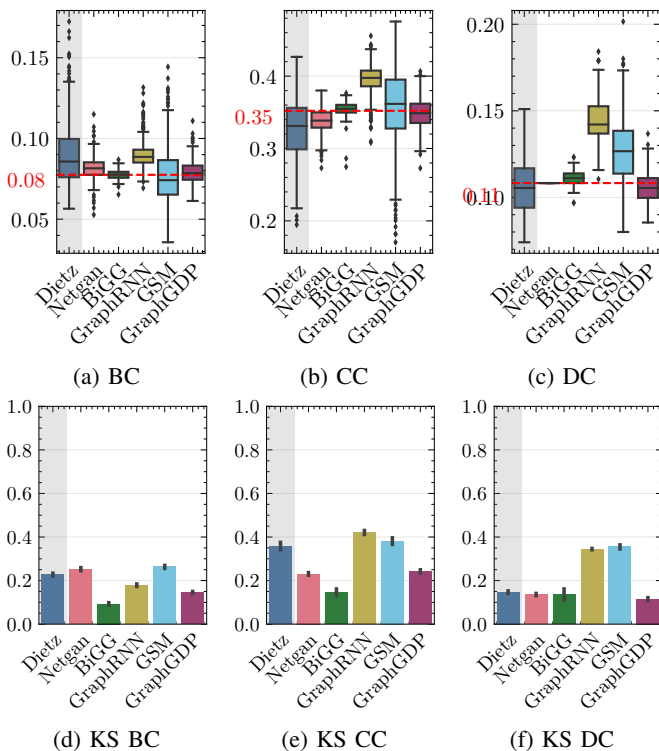 0.15
0.10
0.08
0.05
Dietz
Netgan
BiGG
GraphRNN
GSM
GraphGDP
(a) BC
0.4
0.35
0.3
0.2
Dietz
Netgan
BiGG
GraphRNN
GSM
GraphGDP
(b) CC
0.20
0.15
0.11
0.10
Dietz
Netgan
BiGG
GraphRNN
GSM
GraphGDP
(c) DC
1.0
0.8
0.6
0.4
0.2
0.0
Dietz
Netgan
BiGG
GraphRNN
GSM
GraphGDP
(d) KS BC
1.0
0.8
0.6
0.4
0.2
0.0
Dietz
Netgan
BiGG
GraphRNN
GSM
GraphGDP
(e) KS CC
1.0
0.8
0.6
0.4
0.2
0.0
Dietz
Netgan
BiGG
GraphRNN
GSM
GraphGDP
(f) KS DC